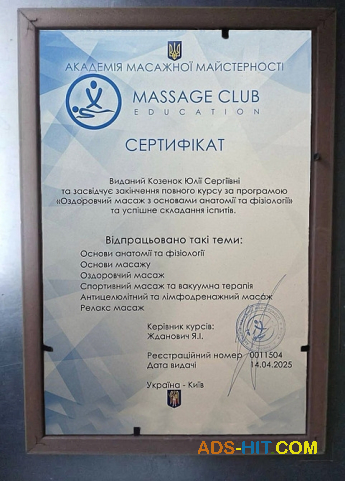 АКАДЕМІЯ МАСАЖНОЇ МАЙСТЕРНОСТІ
MASSAGE CLUB
EDUCATION
СЕРТИФІКАТ
Виданий Козенок Юлії Сергіївні
та засвідчує закінчення повного курсу за програмою
«Оздоровчий масаж з основами анатомії та фізіології»
та успішне складання іспитів.
Відпрацьовано такі теми:
Основи анатомії та фізіології
Основи масажу
Оздоровчий масаж
Спортивний масаж та вакуумна терапія
Антицелюлітний та лімфодренажний масаж
Релакс масаж
Керівник курсів:
Жданович Я.І.
Реєстраційний номер 0011504
Дата видачі 14.04.2025
Україна - Київ
ADS-HIT.COM